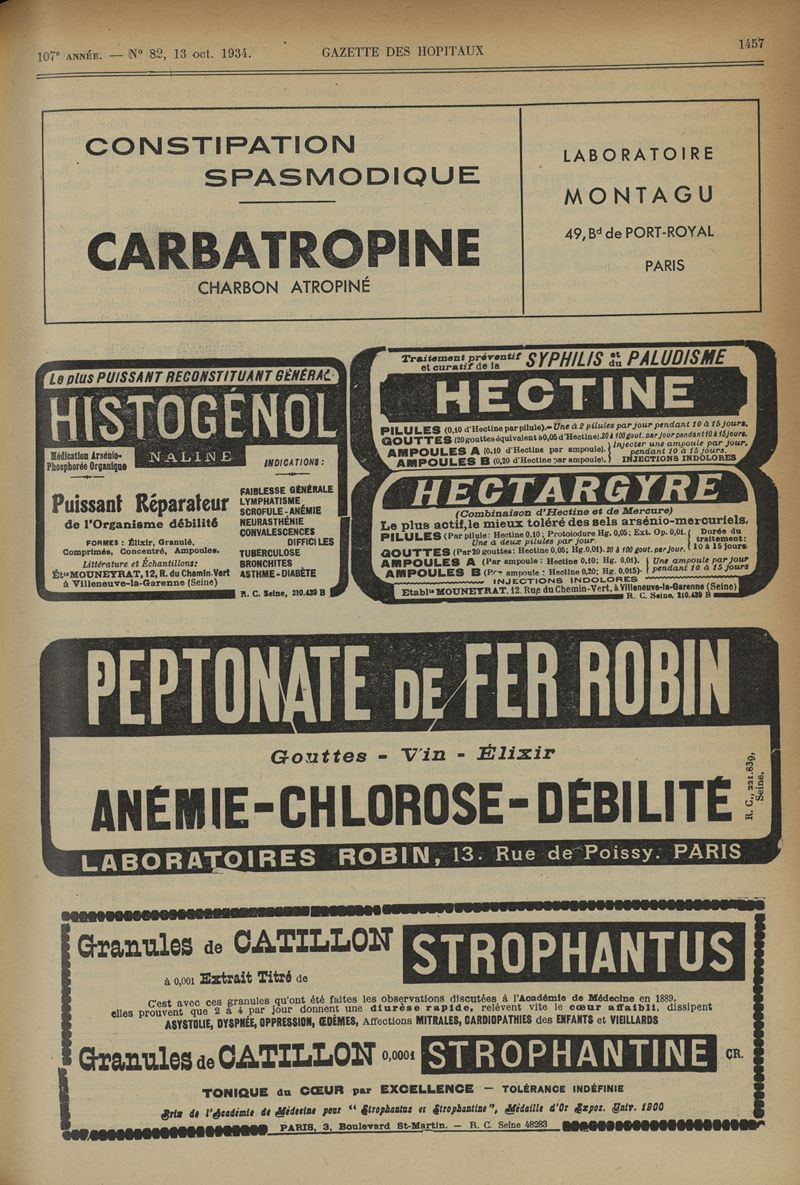 107e ANNÉE. — N° 82, 13 oct. 1934.
GAZETTE DES HOPITAUX
1457
CONSTIPATION
SPASMODIQUE
CARBATROPINE
CHARBON ATROPINÉ
LABORATOIRE
MONTAGU
49, Bd de PORT-ROYAL
PARIS
Le plus PUISSANT RECONSTITUANT GÉNÉRAL
HISTOGÉNOL
Médication Arsénio-
Phosphorée Organique
NALINE
Puissant Réparateur
de l'Organisme débilité
FORMES : Élixir, Granulé,
Comprimés, Concentré, Ampoules.
Littérature et Échantillons:
Éts MOUNEYRAT, 12, R. du Chemin-Vert
à Villeneuve-la-Garenne (Seine)
INDICATIONS :
FAIBLESSE GÉNÉRALE
LYMPHATISME
SCROFULE - ANÉMIE
NEURASTHÉNIE
CONVALESCENCES
DIFFICILES
TUBERCULOSE
BRONCHITES
ASTHME - DIABÈTE
R. C. Seine, 210.439 B
Traitement préventif et curatif de la SYPHILIS et du PALUDISME
HECTINE
PILULES (0,10 d'Hectine par pilule).- Une à 2 pilules par jour pendant 10 à 15 jours.
GOUTTES (20 gouttes équivalent à 0,05 d'Hectine). 20 à 100 gout. par jour pendant 10 à 15 jours.
AMPOULES A (0,10 d'Hectine par ampoule). Injecter une ampoule par jour,
pendant 10 à 15 jours.
AMPOULES B (0,20 d'Hectine par ampoule). INJECTIONS INDOLORES
HECTARGYRE
(Combinaison d'Hectine et de Mercure)
Le plus actif, le mieux toléré des sels arsénio-mercuriels,
PILULES (Par pilule: Hectine 0,10; Protoiodure Hg. 0,05; Ext. Op. 0,01.
Une à deux pilules par jour.
GOUTTES (Par 20 gouttes: Hectine 0,05; Hg. 0,01). 20 à 100 gout. par jour.
Durée du
traitement:
10 à 15 jours
AMPOULES A (Par ampoule : Hectine 0,10; Hg. 0,01). Une ampoule par jour
AMPOULES B (Par ampoule : Hectine 0,20; Hg. 0,015). pendant 10 à 15 jours
INJECTIONS INDOLORES
Etabls MOUNEYRAT, 12, Rue du Chemin-Vert, à Villeneuve-la-Garenne (Seine)
R. C. Seine, 210.439 B
PEPTONATE DE FER ROBIN
Gouttes - Vin - Élixir
ANÉMIE-CHLOROSE-DÉBILITÉ
R. C., 221.839,
Seine.
LABORATOIRES ROBIN, 13. Rue de Poissy. PARIS
Granules de CATILLON
à 0,001 Extrait Titré de
STROPHANTUS
C'est avec ces granules qu'ont été faites les observations discutées à l'Académie de Médecine en 1889,
elles prouvent que 2 à 4 par jour donnent une diurèse rapide, relèvent vite le cœur affaibli, dissipent
ASYSTOLIE, DYSPNÉE, OPPRESSION, ŒDÈMES, Affections MITRALES, CARDIOPATHIES des ENFANTS et VIEILLARDS
Granules de CATILLON 0,0001 STROPHANTINE CR.
TONIQUE du CŒUR par EXCELLENCE — TOLÉRANCE INDÉFINIE
Prix de l'Académie de Médecine pour " Strophantus et Strophantine ", Médaille d'Or Expos. Univ. 1900
PARIS, 3, Boulevard St-Martin. — R. C. Seine 48283